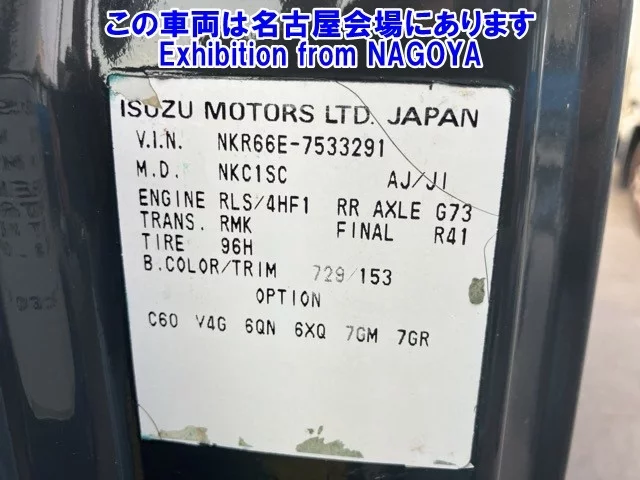 この車両は名古屋会場にあります
Exhibition from NAGOYA
ISUZU MOTORS LTD. JAPAN
V.I.N. NKR66E-7533291
M.D. NKC1SC AJ/JI
ENGINE RLS/4HF1 RR AXLE G73
TRANS. RMK FINAL R41
TIRE 96H
B.COLOR/TRIM 729/153
OPTION
C60 V4G 6QN 6XQ 7GM 7GR